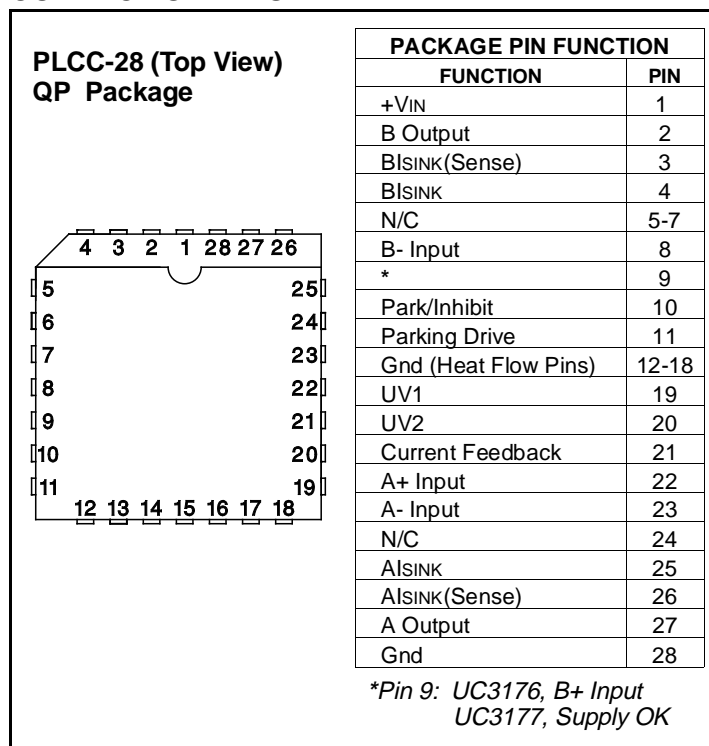 PLCC-28 (Top View)
QP Package
4 3 2 1 28 27 26
5 25
6 24
7 23
8 22
9 21
10 20
11 19
12 13 14 15 16 17 18
PACKAGE PIN FUNCTION
FUNCTION PIN
+VIN 1
B Output 2
BISINK(Sense) 3
BISINK 4
N/C 5-7
B- Input 8
* 9
Park/Inhibit 10
Parking Drive 11
Gnd (Heat Flow Pins) 12-18
UV1 19
UV2 20
Current Feedback 21
A+ Input 22
A- Input 23
N/C 24
AISINK 25
AISINK(Sense) 26
A Output 27
Gnd 28
*Pin 9: UC3176, B+ Input
UC3177, Supply OK